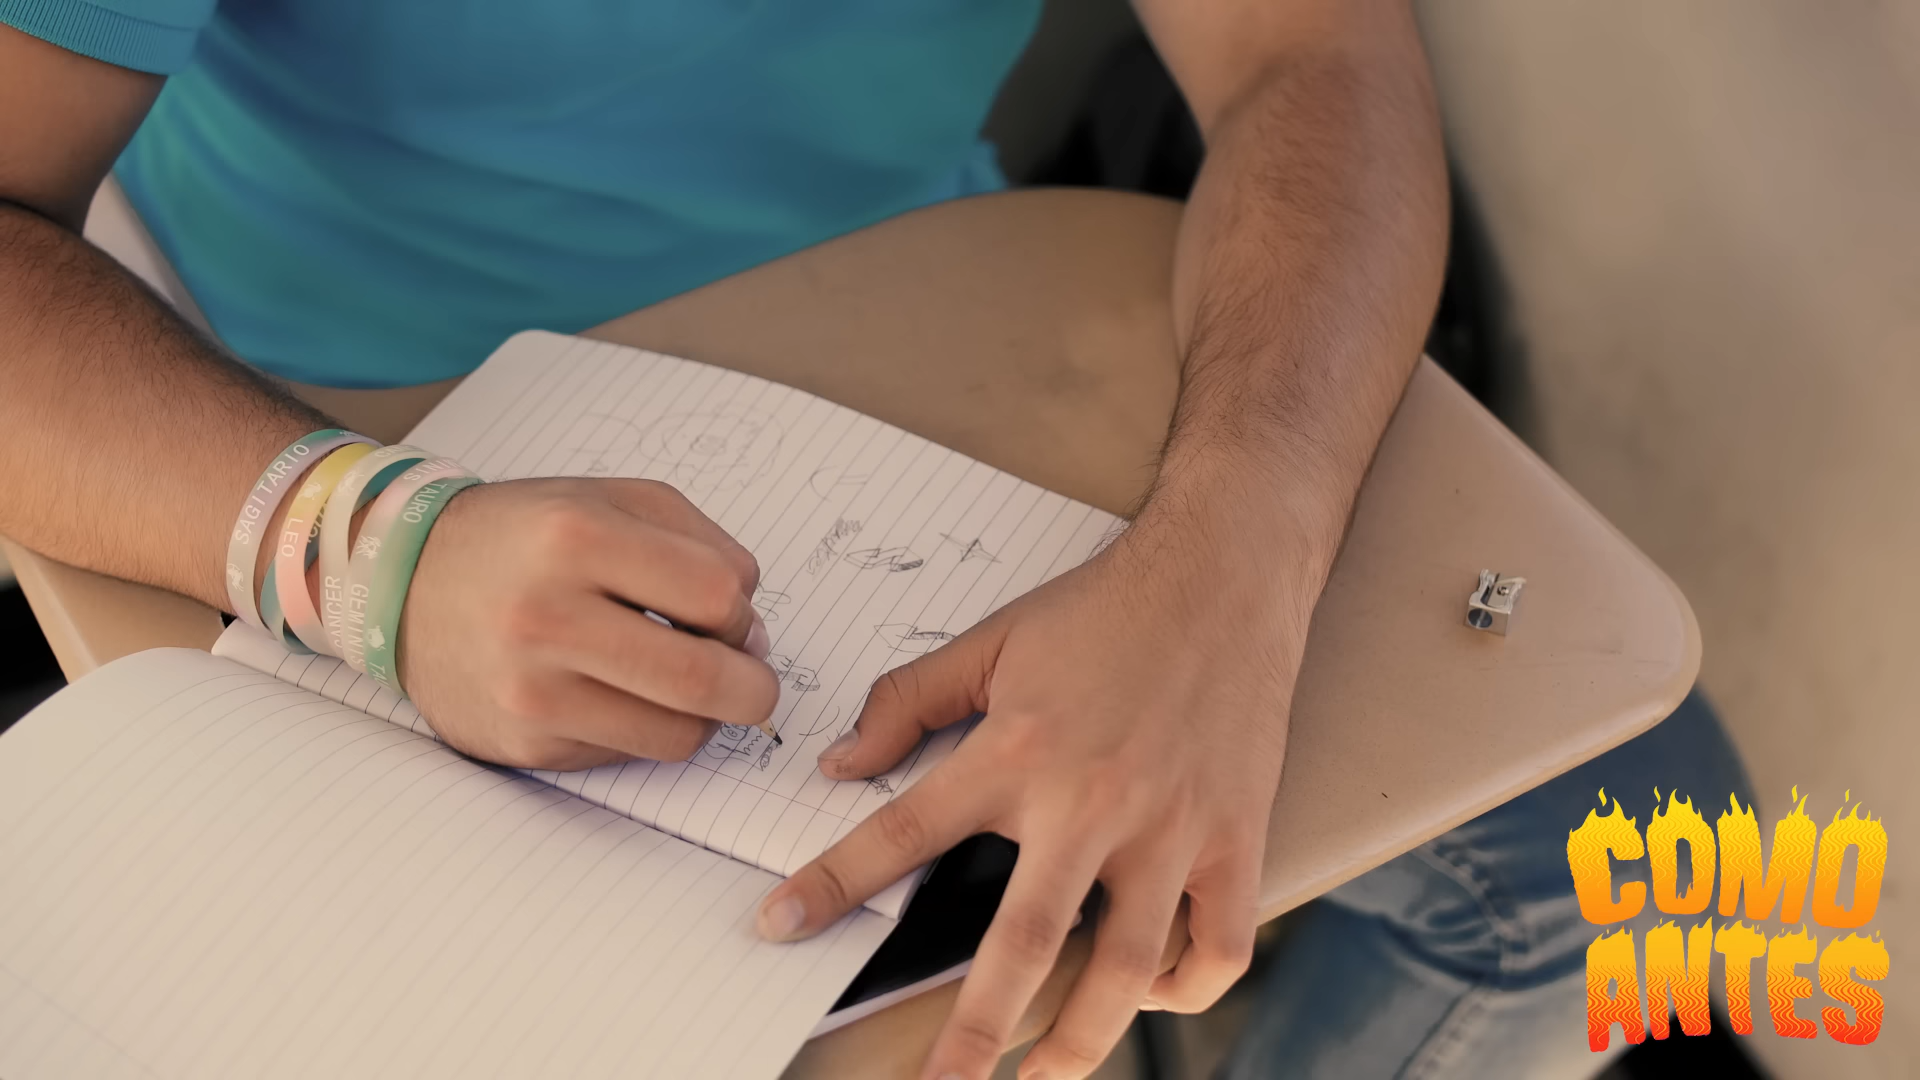 SAGITARIO
LEO
CANCER
GEMINIS
TAURO
COMO
ANTES